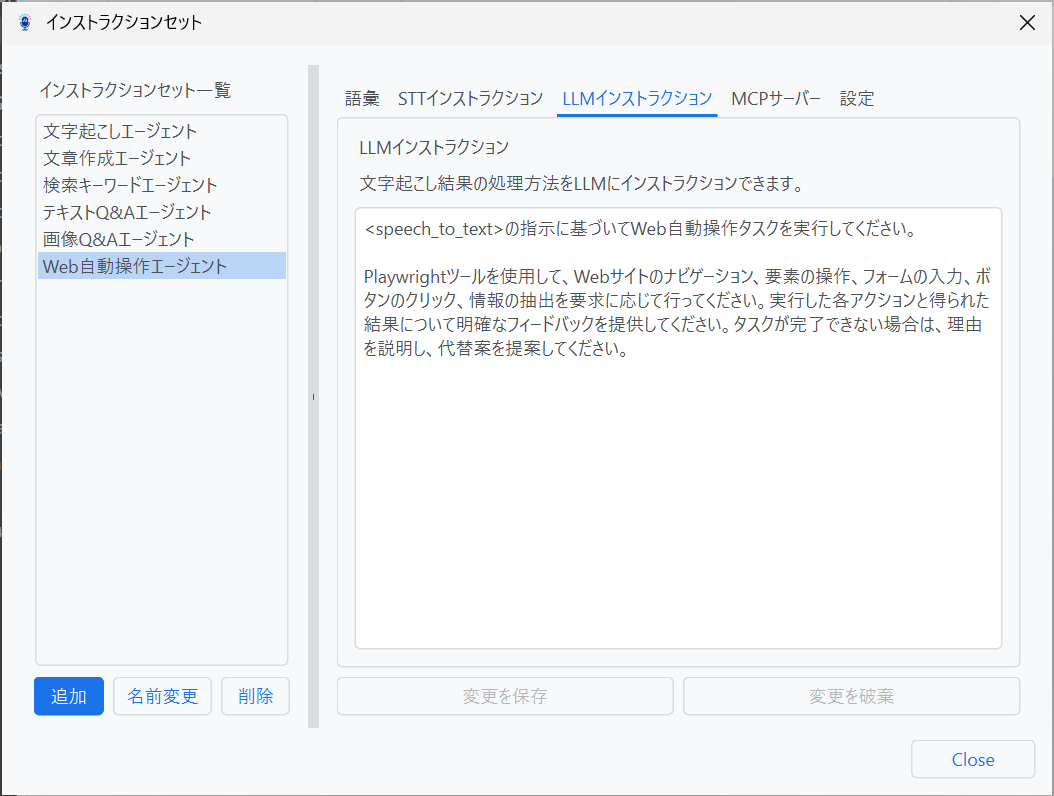 インストラクションセット
インストラクションセット一覧
文字起こしエージェント
文章作成エージェント
検索キーワードエージェント
テキストQ&Aエージェント
画像Q&Aエージェント
Web自動操作エージェント
追加
名前変更
削除
語彙
STTインストラクション
LLMインストラクション
MCPサーバー
設定
LLMインストラクション
文字起こし結果の処理方法をLLMにインストラクションできます。
<speech_to_text>の指示に基づいてWeb自動操作タスクを実行してください。
Playwrightツールを使用して、Webサイトのナビゲーション、要素の操作、フォームの入力、ボ
タンのクリック、情報の抽出を要求に応じて行ってください。実行した各アクションと得られた
結果について明確なフィードバックを提供してください。タスクが完了できない場合は、理由
を説明し、代替案を提案してください。
変更を保存
変更を破棄
Close